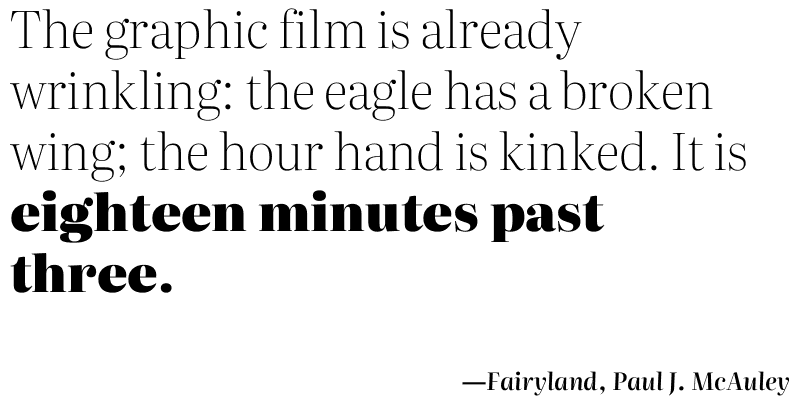 The graphic film is already
wrinkling: the eagle has a broken
wing; the hour hand is kinked. It is
eighteen minutes past
three.
—Fairyland, Paul J. McAuley